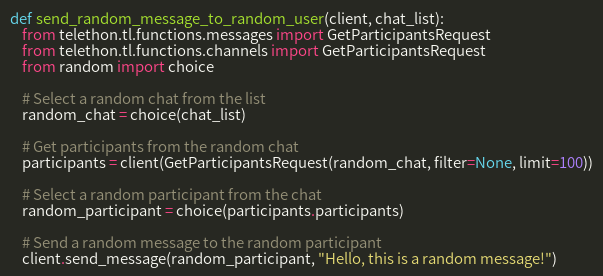 def send_random_message_to_random_user(client, chat_list):
from telethon.tl.functions.messages import GetParticipantsRequest
from telethon.tl.functions.channels import GetParticipantsRequest
from random import choice
# Select a random chat from the list
random_chat = choice(chat_list)
# Get participants from the random chat
participants = client(GetParticipantsRequest(random_chat, filter=None, limit=100))
# Select a random participant from the chat
random_participant = choice(participants.participants)
# Send a random message to the random participant
client.send_message(random_participant, "Hello, this is a random message!")